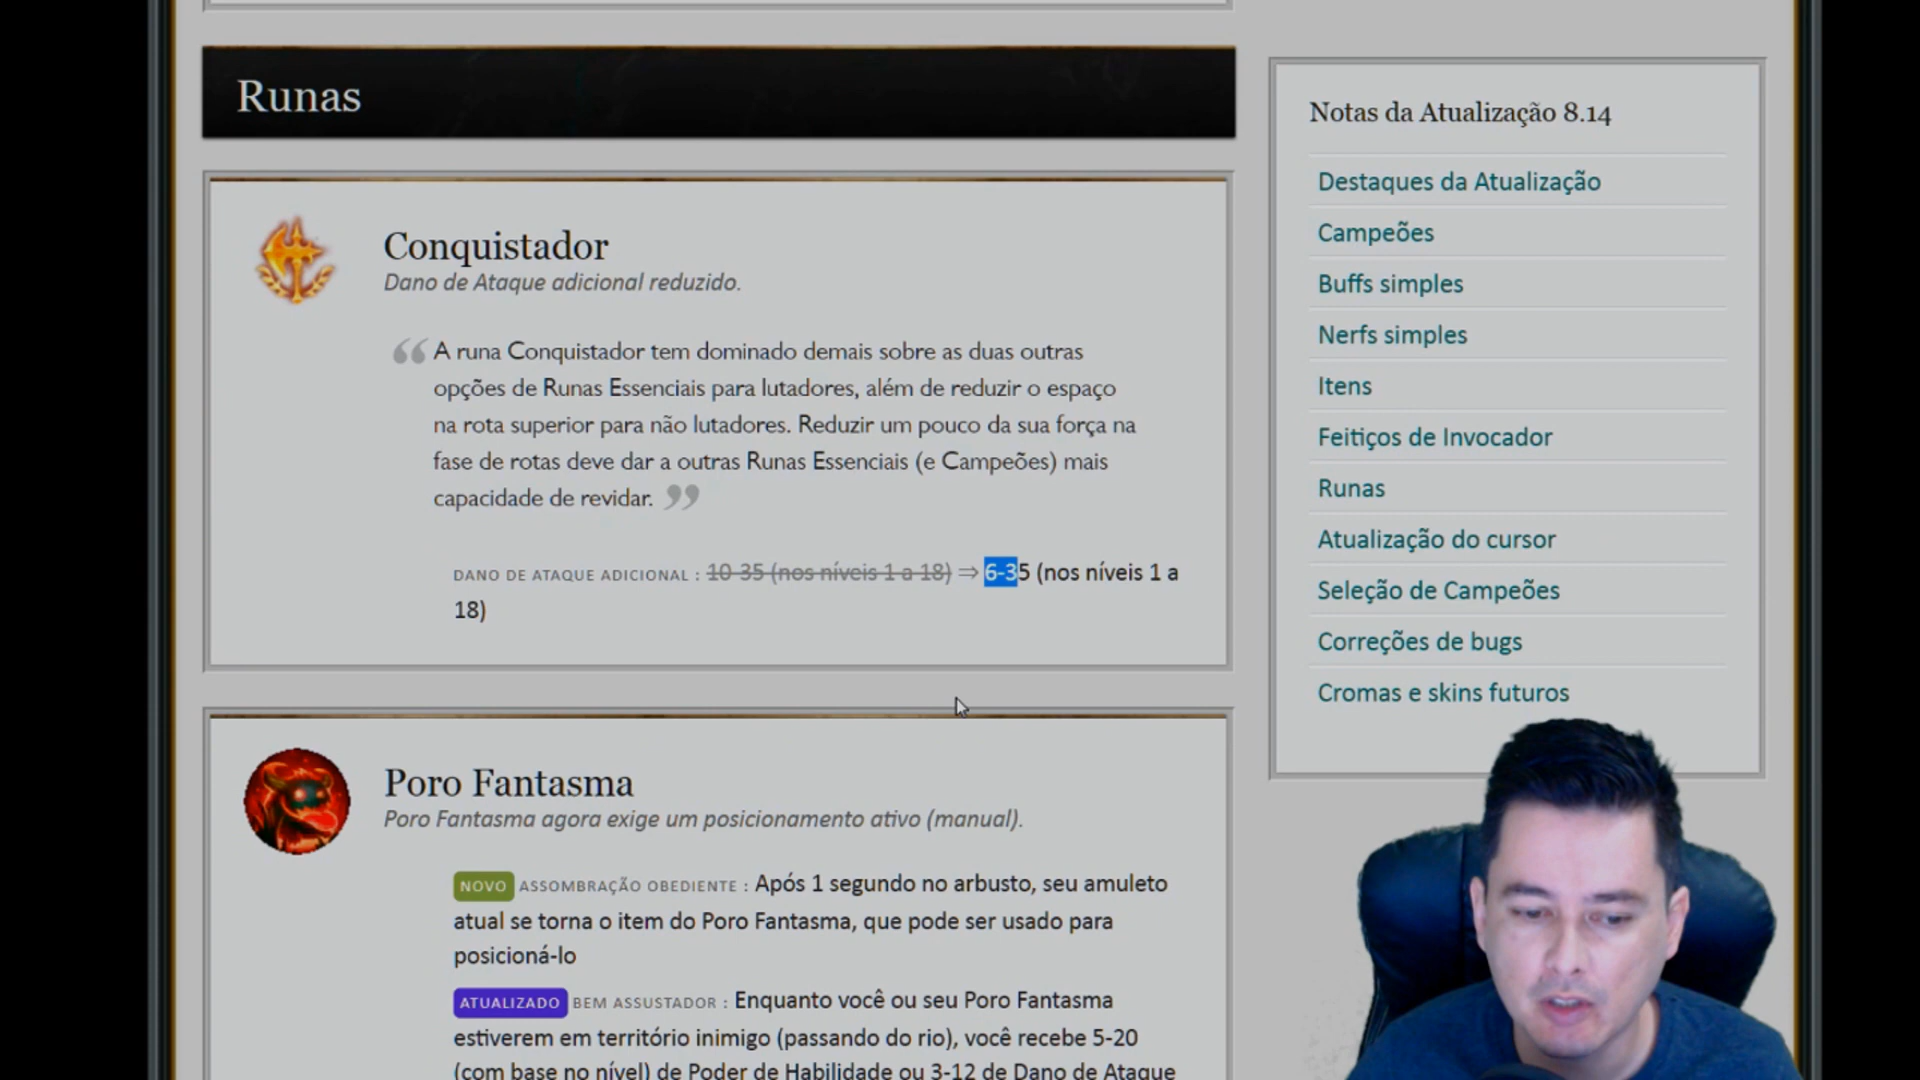 Runas
Conquistador
Dano de Ataque adicional reduzido.
“A runa Conquistador tem dominado demais sobre as duas outras
opções de Runas Essenciais para lutadores, além de reduzir o espaço
na rota superior para não lutadores. Reduzir um pouco da sua força na
fase de rotas deve dar a outras Runas Essenciais (e Campeões) mais
capacidade de revidar. ”
DANO DE ATAQUE ADICIONAL : 10-35 (nos níveis 1 a 18) ⇒ 6-35 (nos níveis 1 a
18)
Poro Fantasma
Poro Fantasma agora exige um posicionamento ativo (manual).
NOVO ASSOMBRAÇÃO OBEDIENTE : Após 1 segundo no arbusto, seu amuleto
atual se torna o item do Poro Fantasma, que pode ser usado para
posicioná-lo
ATUALIZADO BEM ASSUSTADOR : Enquanto você ou seu Poro Fantasma
estiverem em território inimigo (passando do rio), você recebe 5-20
(com base no nível) de Poder de Habilidade ou 3-12 de Dano de Ataque
Notas da Atualização 8.14
Destaques da Atualização
Campeões
Buffs simples
Nerfs simples
Itens
Feitiços de Invocador
Runas
Atualização do cursor
Seleção de Campeões
Correções de bugs
Cromas e skins futuros